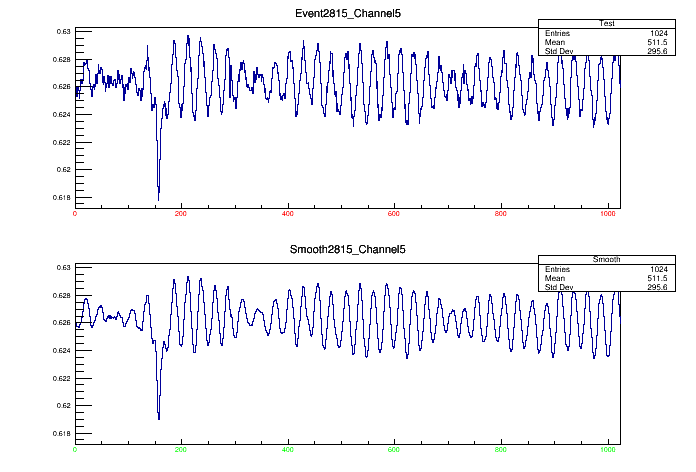 Event2815_Channel5
Test
Entries 1024
Mean 511.5
Std Dev 295.6
0.63
0.628
0.626
0.624
0.622
0.62
0.618
0 200 400 600 800 1000
Smooth2815_Channel5
Smooth
Entries 1024
Mean 511.5
Std Dev 295.6
0.63
0.628
0.626
0.624
0.622
0.62
0.618
0 200 400 600 800 1000